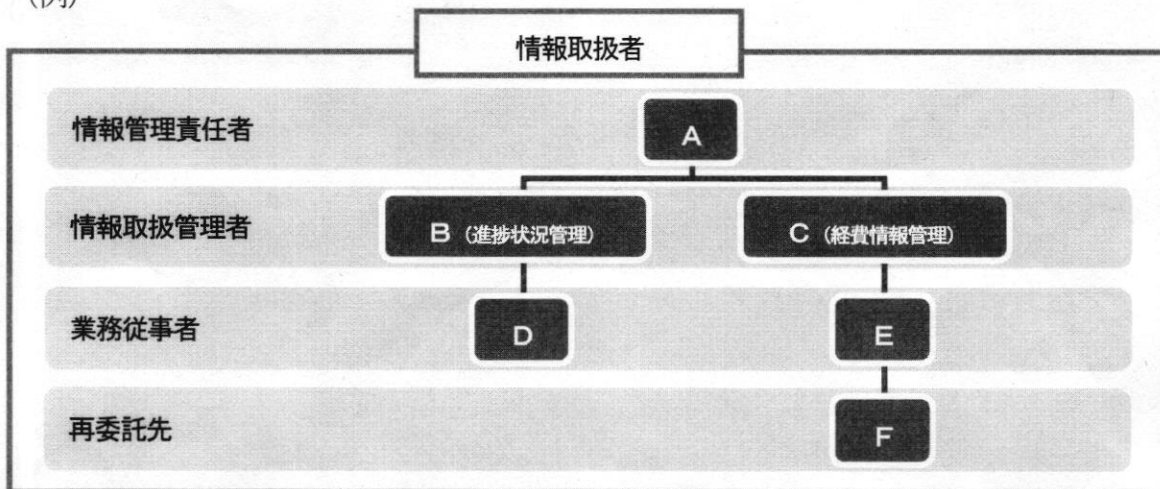 (例)
情報取扱者
情報管理責任者 A
情報取扱管理者 B (進捗状況管理) C (経費情報管理)
業務従事者 D E
再委託先 F